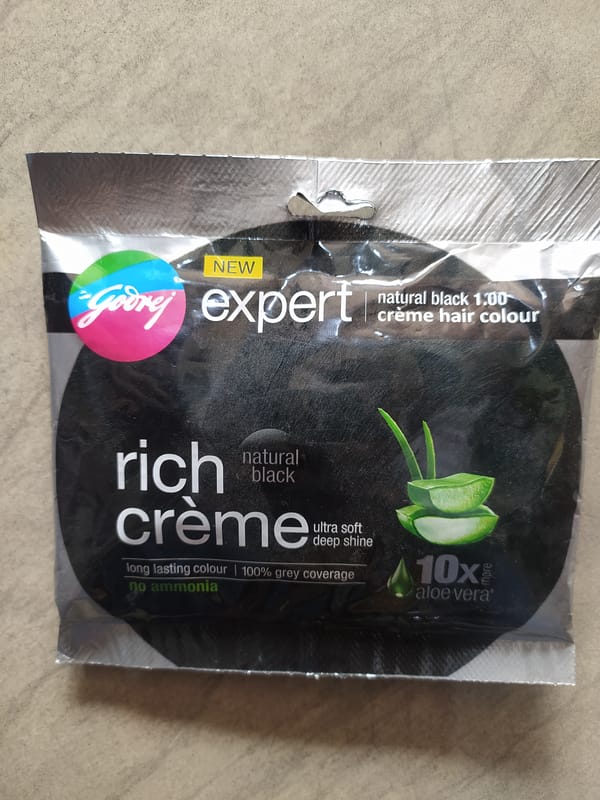 NEW
Godrej
expert
natural black 1.00
crème hair colour
natural
black
rich
crème
ultra soft
deep shine
long lasting colour | 100% grey coverage
no ammonia
10x more
aloe vera*